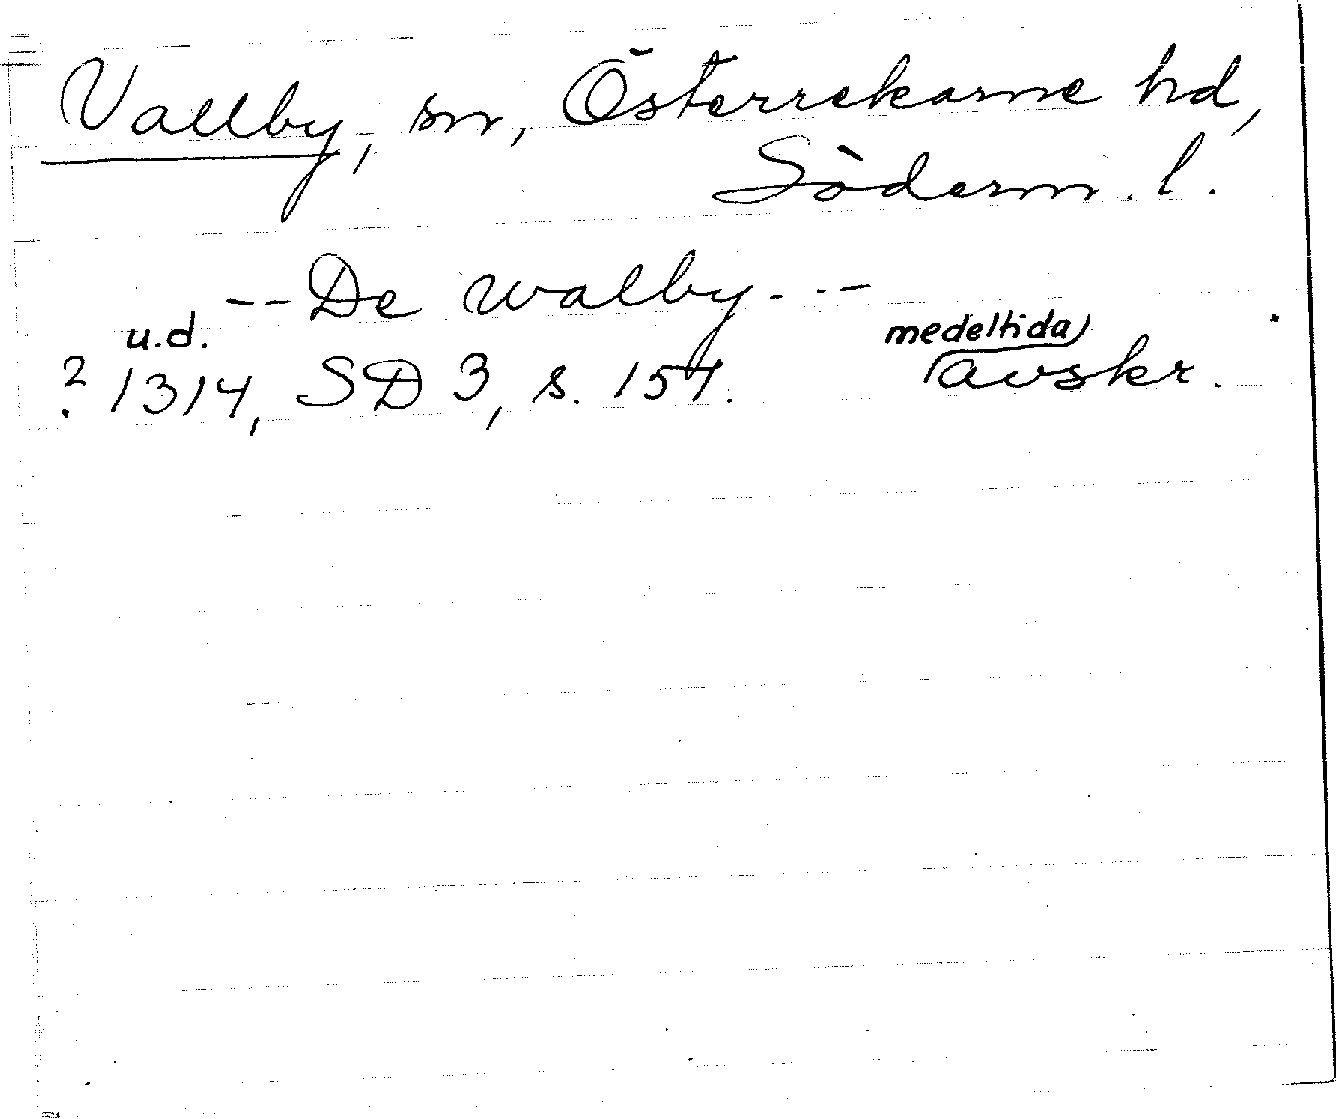 Vallby, sn, Österrekarne hd,
Söderm. l.
-- De walby ---
u.d. medeltida
? 1314, SD 3, s. 154. avskr.